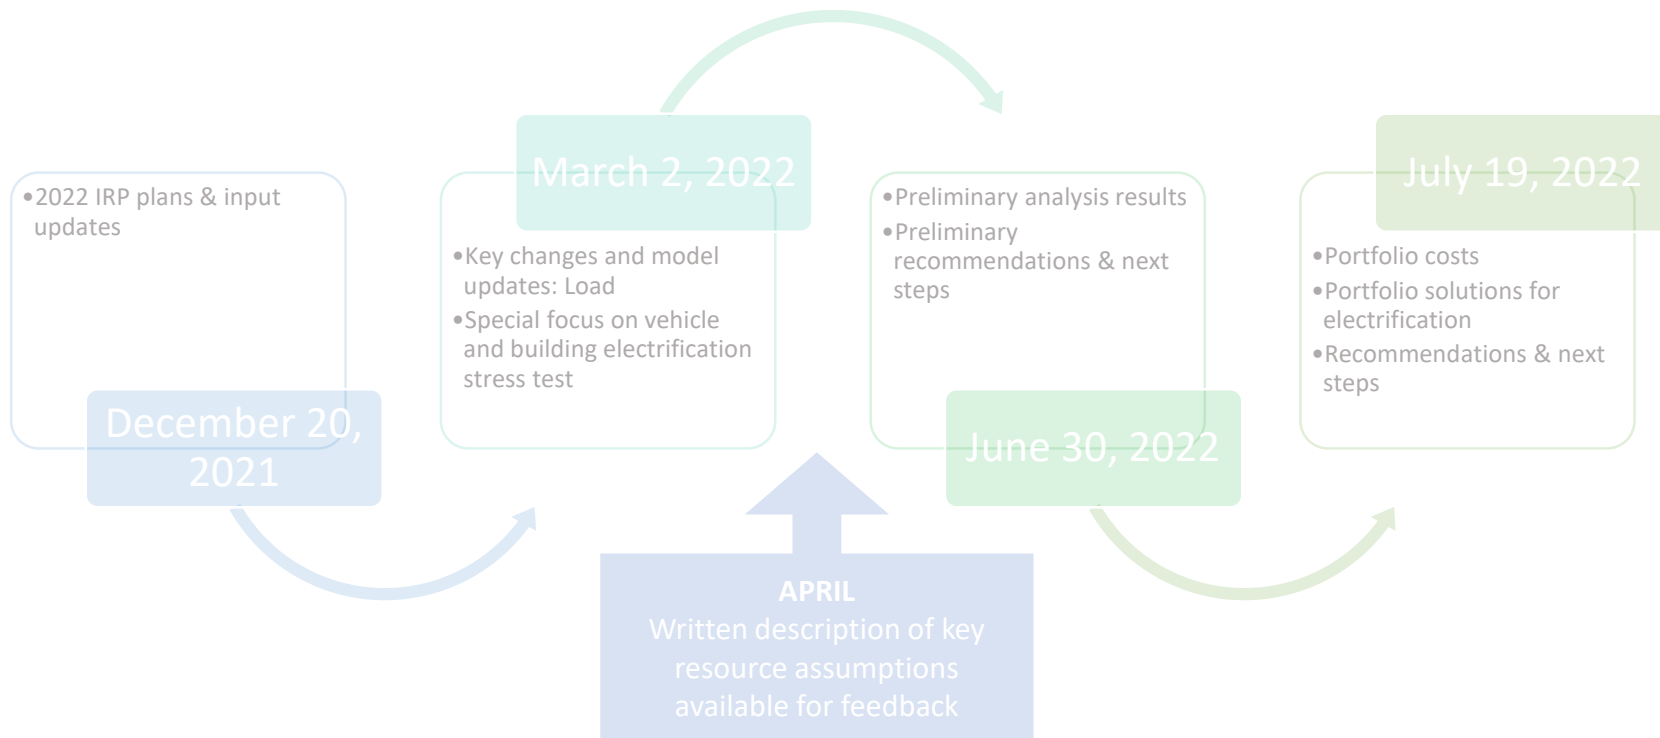 •2022 IRP plans & input
updates
December 20,
2021
March 2, 2022
•Key changes and model
updates: Load
•Special focus on vehicle
and building electrification
stress test
APRIL
Written description of key
resource assumptions
available for feedback
•Preliminary analysis results
•Preliminary
recommendations & next
steps
June 30, 2022
July 19, 2022
•Portfolio costs
•Portfolio solutions for
electrification
•Recommendations & next
steps